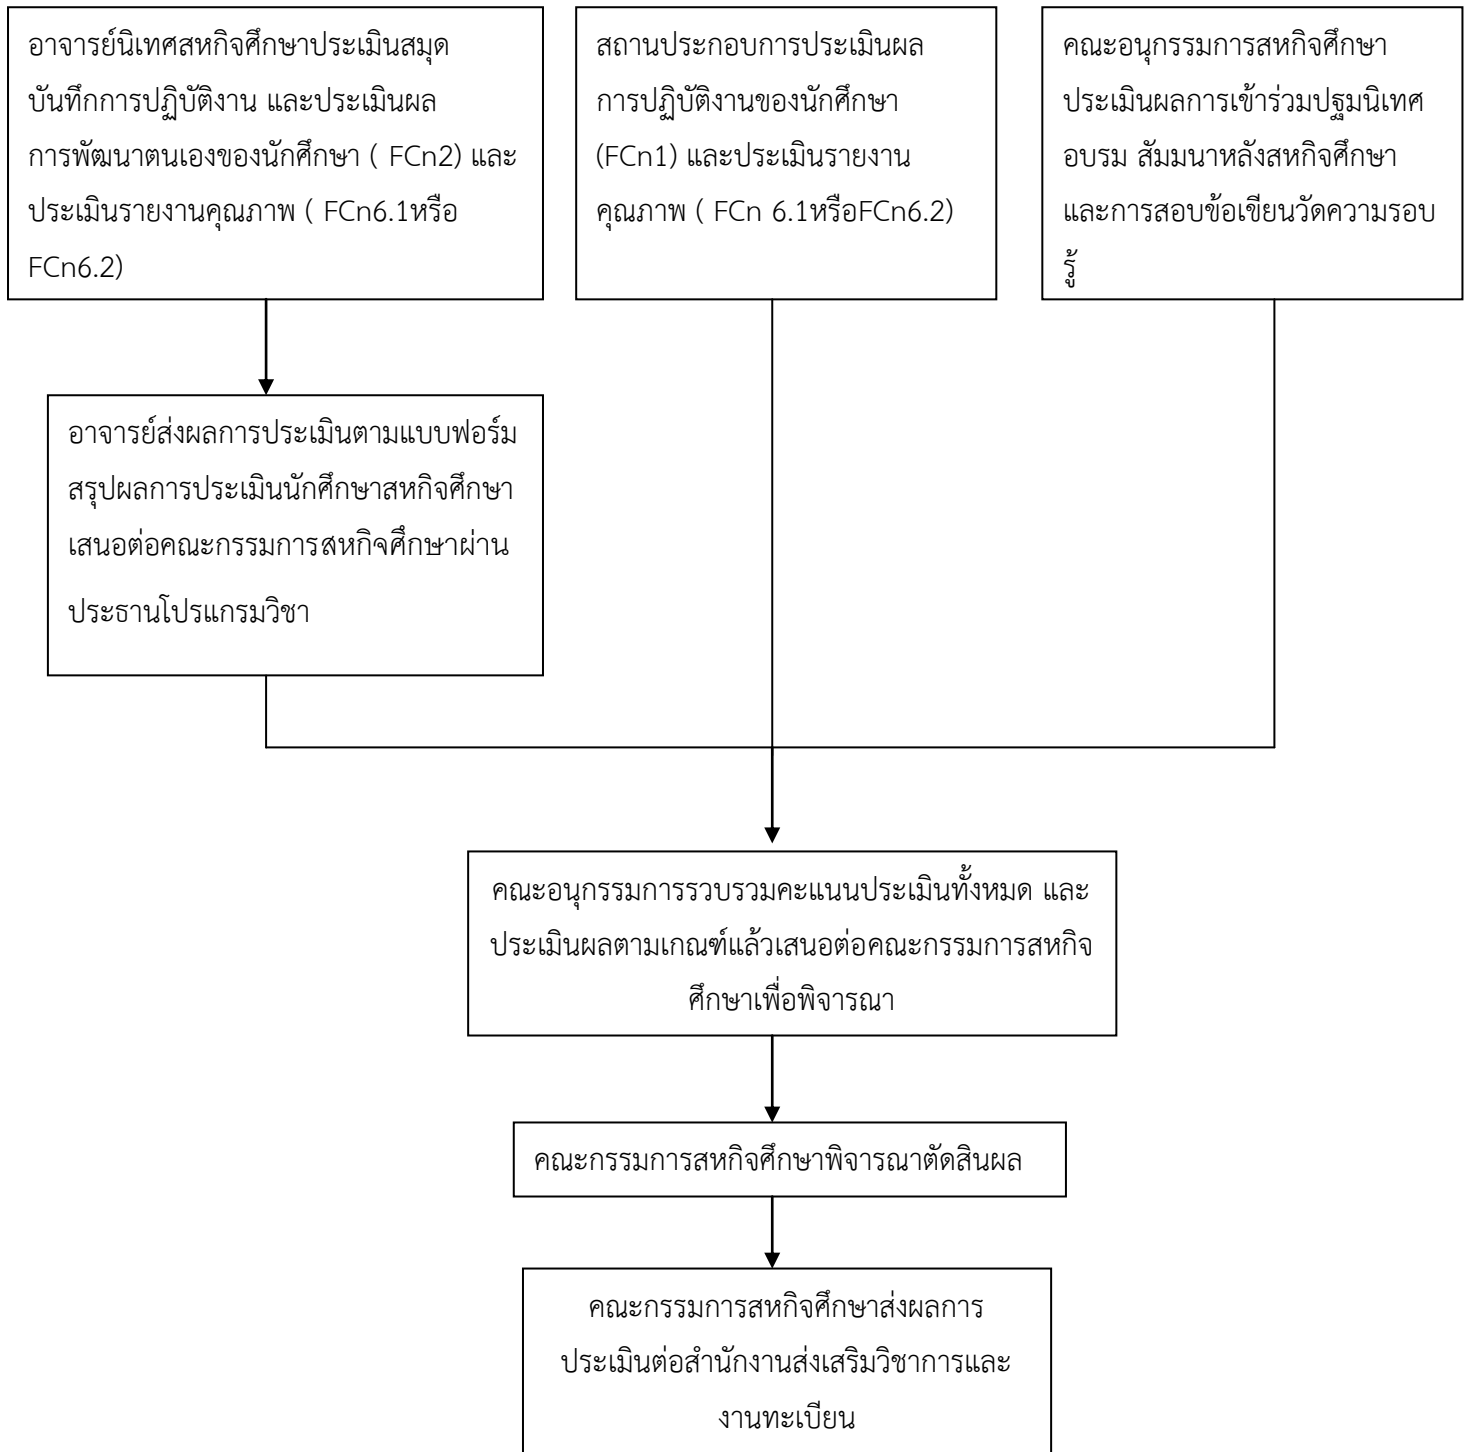 อาจารย์นิเทศสหกิจศึกษาประเมินสมุด
บันทึกการปฏิบัติงาน และประเมินผล
การพัฒนาตนเองของนักศึกษา ( FCn2) และ
ประเมินรายงานคุณภาพ ( FCn6.1หรือ
FCn6.2)
สถานประกอบการประเมินผล
การปฏิบัติงานของนักศึกษา
(FCn1) และประเมินรายงาน
คุณภาพ ( FCn 6.1หรือFCn6.2)
คณะอนุกรรมการสหกิจศึกษา
ประเมินผลการเข้าร่วมปฐมนิเทศ
อบรม สัมมนาหลังสหกิจศึกษา
และการสอบข้อเขียนวัดความรอบ
รู้
อาจารย์ส่งผลการประเมินตามแบบฟอร์ม
สรุปผลการประเมินนักศึกษาสหกิจศึกษา
เสนอต่อคณะกรรมการสหกิจศึกษาผ่าน
ประธานโปรแกรมวิชา
คณะอนุกรรมการรวบรวมคะแนนประเมินทั้งหมด และ
ประเมินผลตามเกณฑ์แล้วเสนอต่อคณะกรรมการสหกิจ
ศึกษาเพื่อพิจารณา
คณะกรรมการสหกิจศึกษาพิจารณาตัดสินผล
คณะกรรมการสหกิจศึกษาส่งผลการ
ประเมินต่อสำนักงานส่งเสริมวิชาการและ
งานทะเบียน